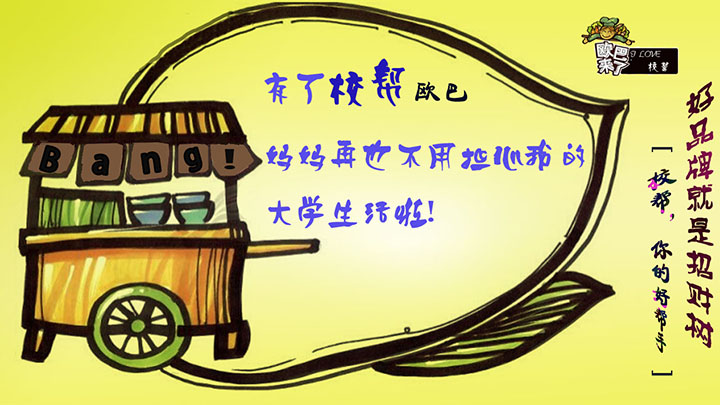 有了校帮欧巴
妈妈再也不用担心我的
大学生活啦!
Bang!
欧巴
来了
I LOVE
校帮
好品牌就是招财树
[ 校帮，你的好帮手 ]